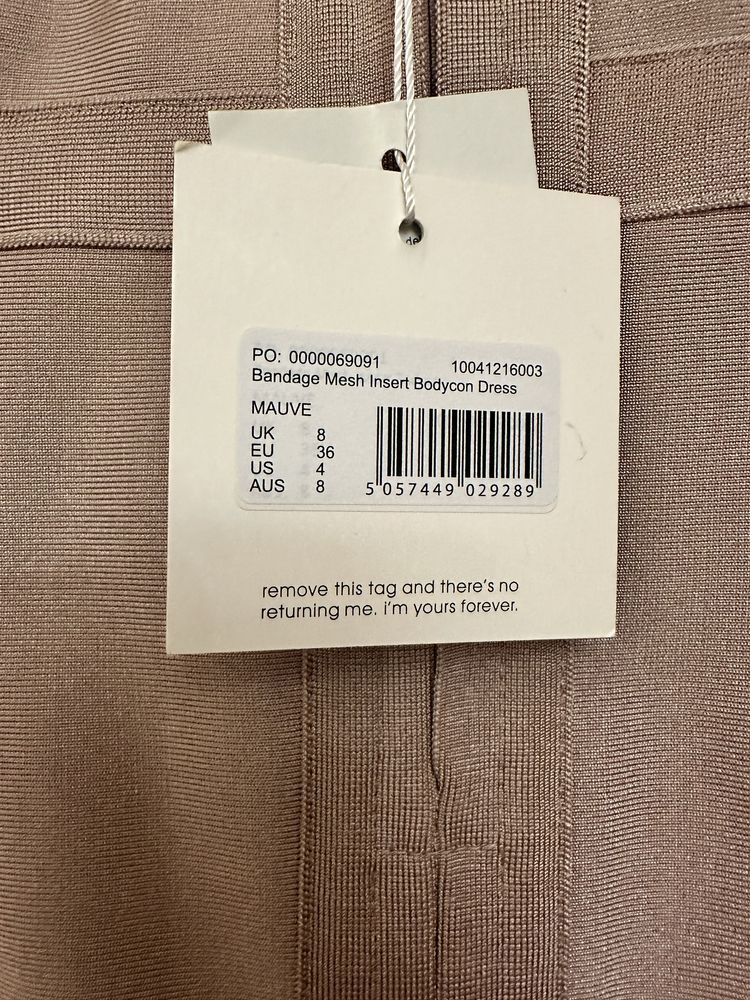 de
PO: 0000069091 10041216003
Bandage Mesh Insert Bodycon Dress
MAUVE
UK 8
EU 36
US 4
AUS 8
5 057449 029289
remove this tag and there's no
returning me. i'm yours forever.